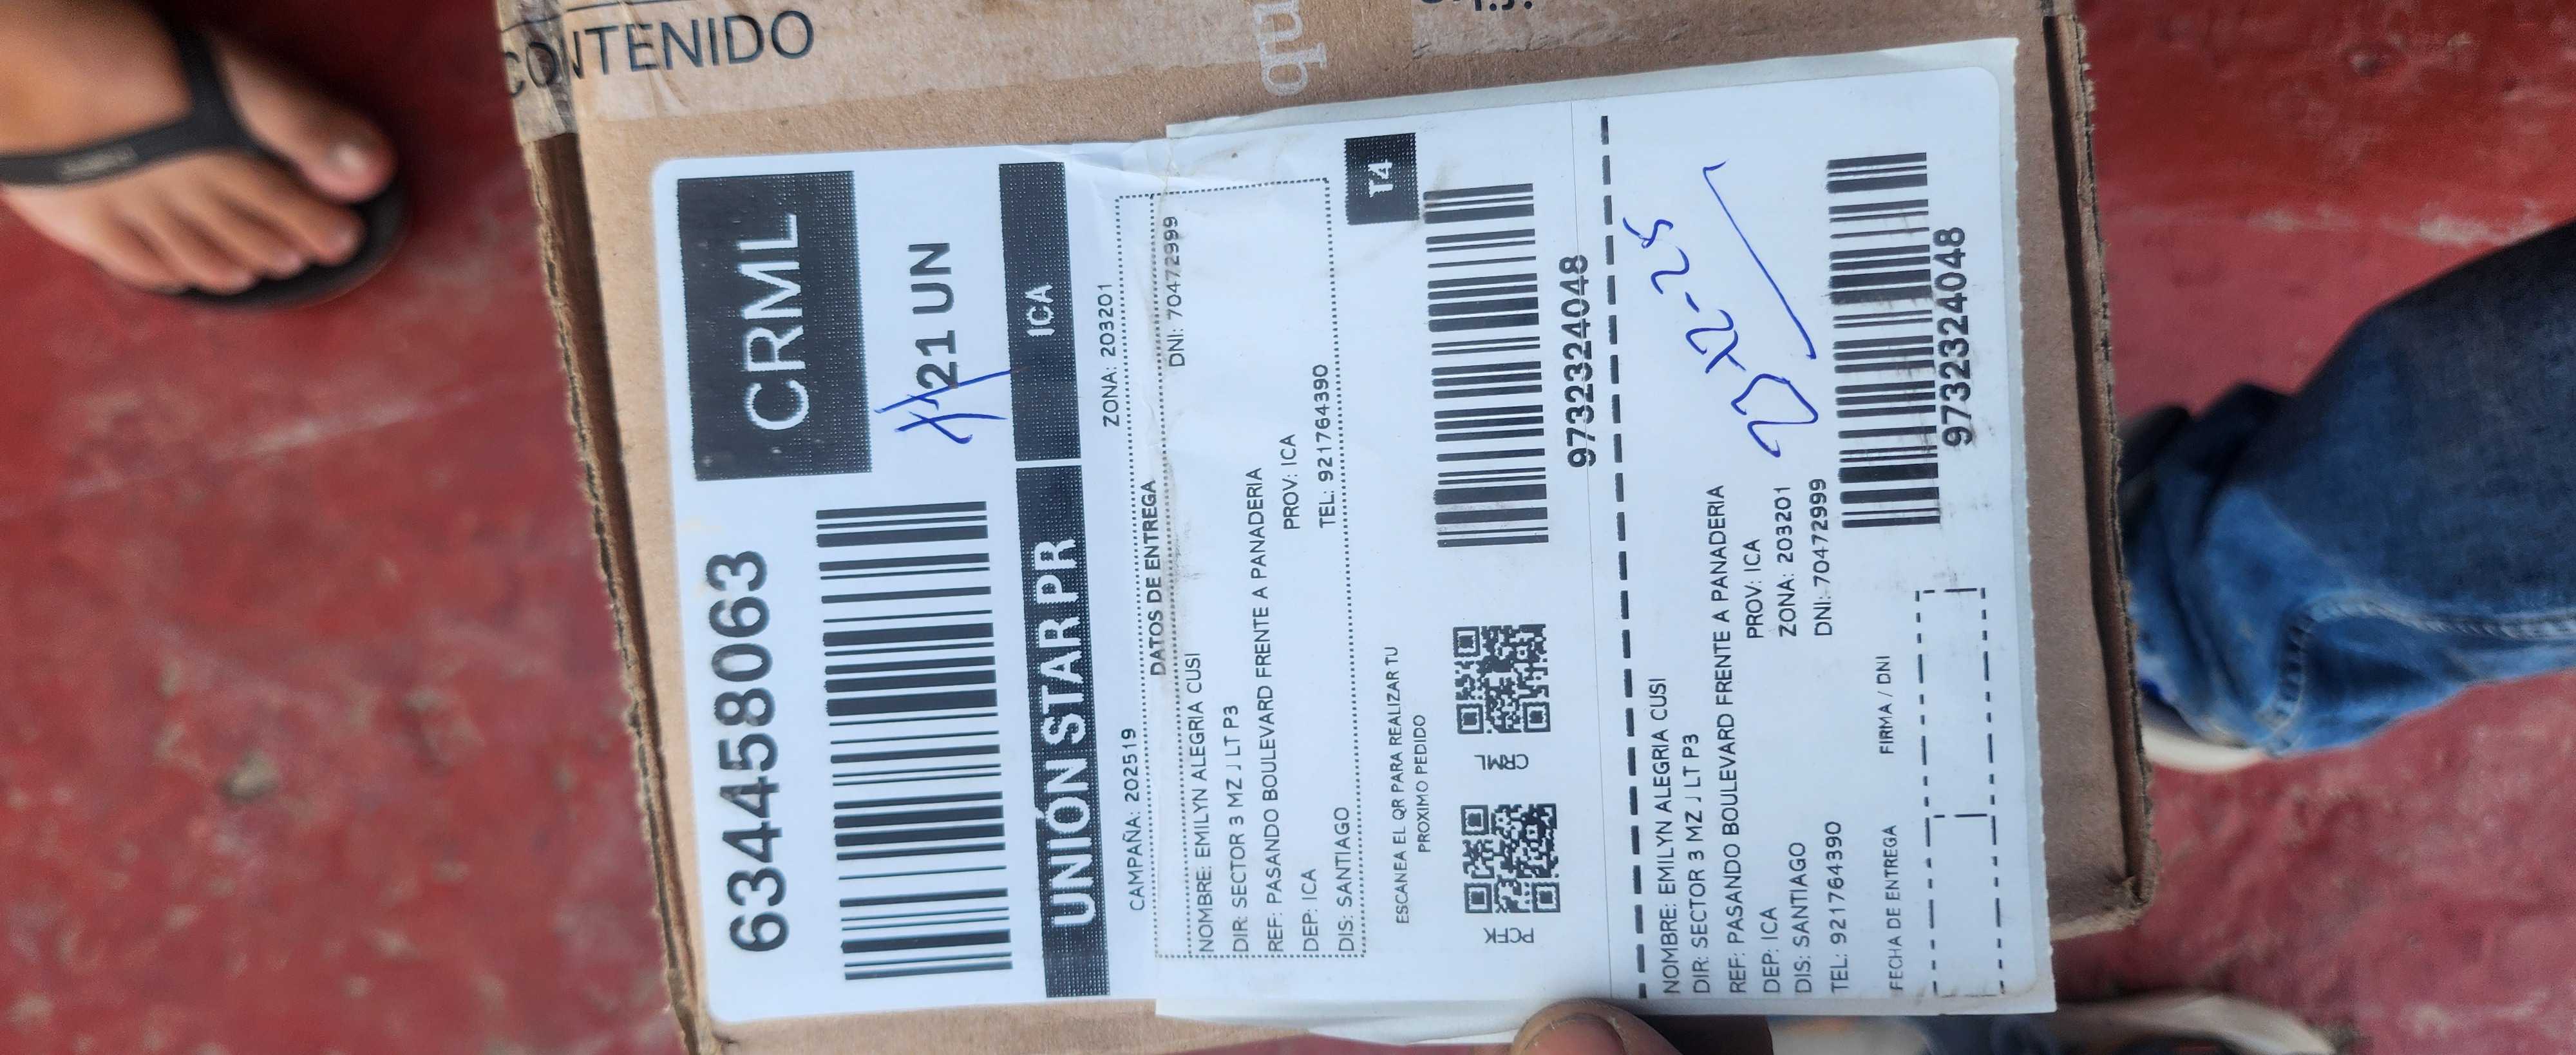 CONTENIDO
6344458063
CRML
21 UN
UNIÓN STAR PR
ICA
CAMPAÑA: 202519 ZONA: 203201
DATOS DE ENTREGA
NOMBRE: EMILYN ALEGRIA CUSI DNI: 70472999
DIR: SECTOR 3 MZ J LT P3
REF: PASANDO BOULEVARD FRENTE A PANADERIA
DEP: ICA PROV: ICA
DIS: SANTIAGO TEL: 921764390
T4
ESCANEA EL QR PARA REALIZAR TU
PROXIMO PEDIDO
PCFK CRML
9732324048
23-12-25
NOMBRE: EMILYN ALEGRIA CUSI
DIR: SECTOR 3 MZ J LT P3
REF: PASANDO BOULEVARD FRENTE A PANADERIA
DEP: ICA PROV: ICA
DIS: SANTIAGO ZONA: 203201
TEL: 921764390 DNI: 70472999
FECHA DE ENTREGA FIRMA / DNI
9732324048